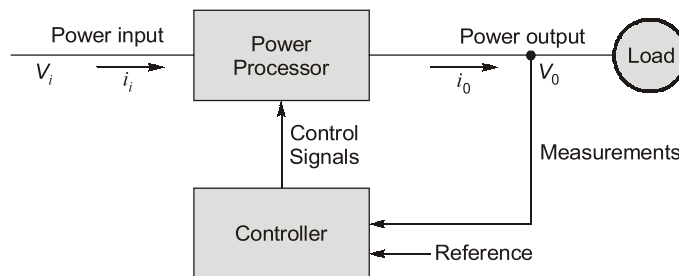 Power input
V_i
i_i
Power
Processor
Power output
i_0
V_0
Load
Control
Signals
Measurements
Controller
Reference